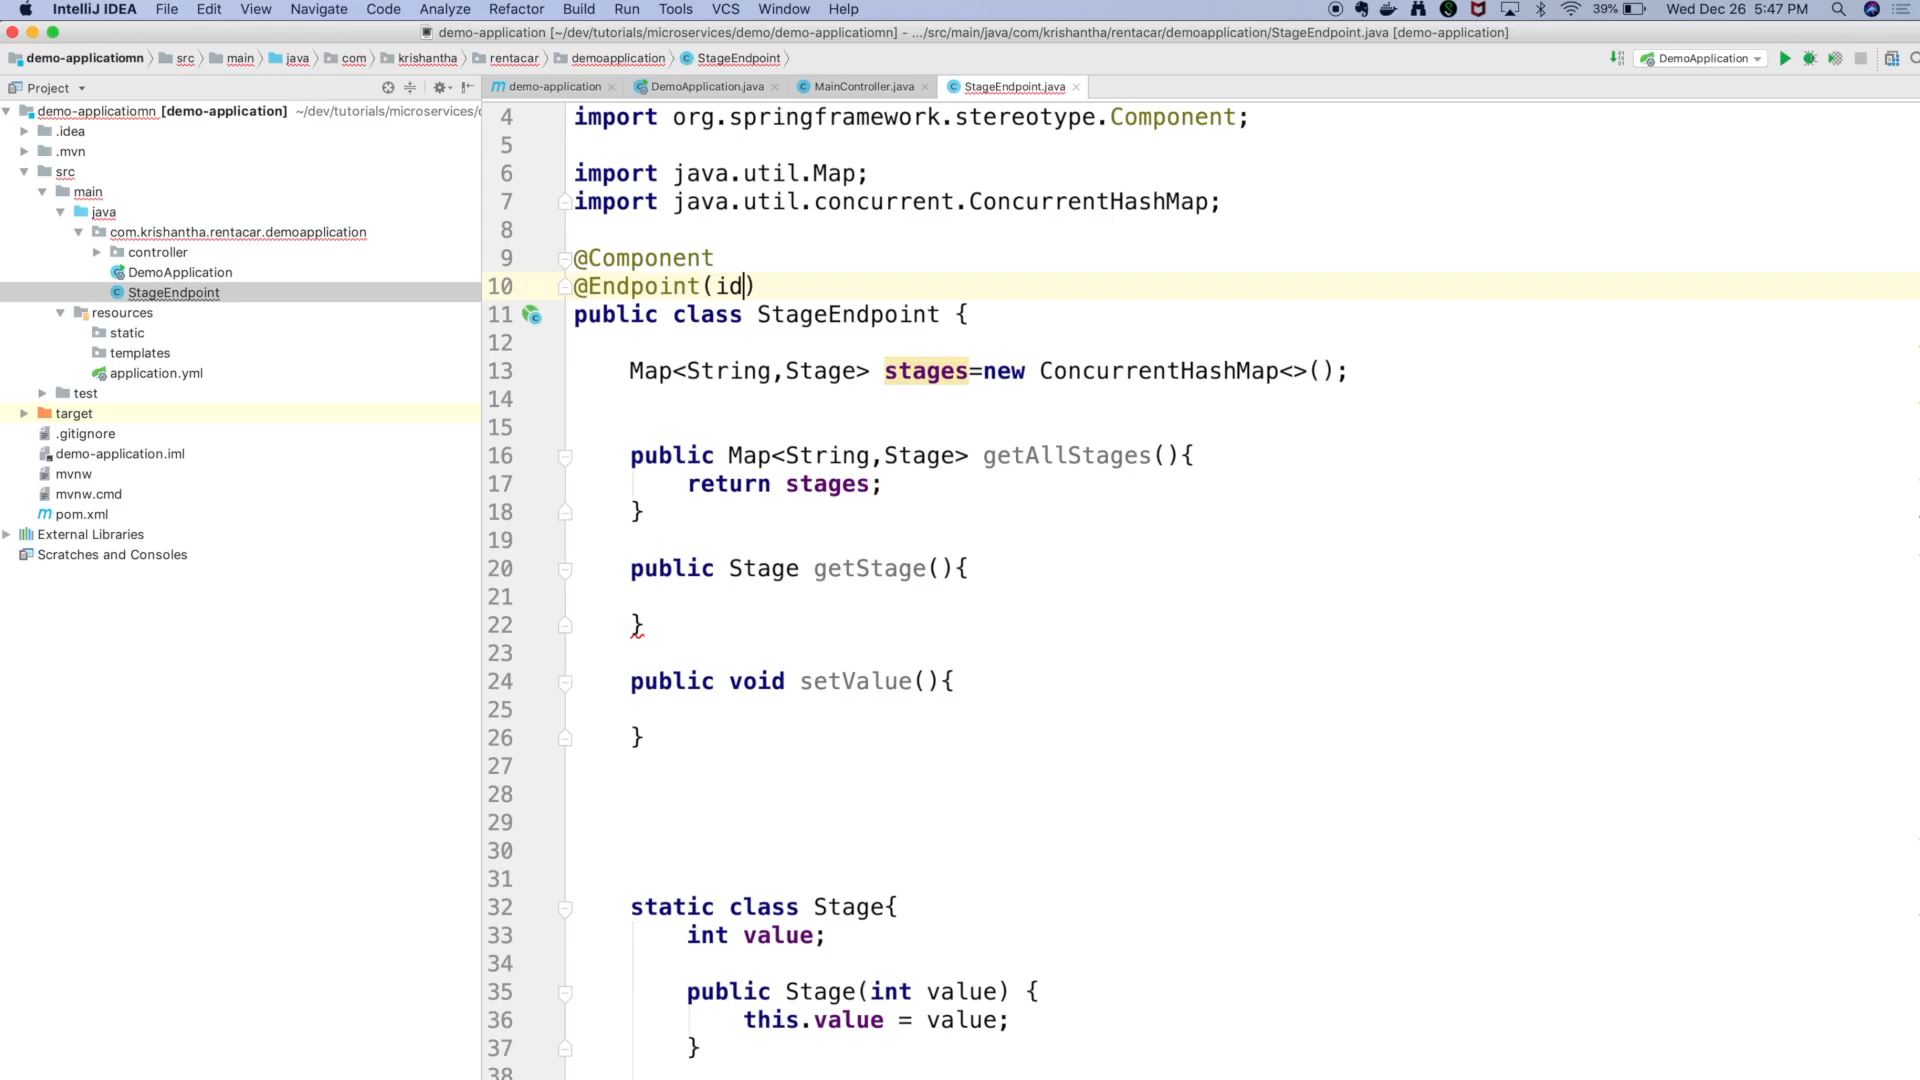 IntelliJ IDEA File Edit View Navigate Code Analyze Refactor Build Run Tools VCS Window Help 39% Wed Dec 26 5:47 PM
demo-application [~/dev/tutorials/microservices/demo/demo-applicatiomn] - .../src/main/java/com/krishantha/rentacar/demoapplication/StageEndpoint.java [demo-application]
demo-applicatiomn src main java com krishantha rentacar demoapplication StageEndpoint DemoApplication
Project demo-application DemoApplication.java MainController.java StageEndpoint.java
demo-applicatiomn [demo-application] ~/dev/tutorials/microservices/
.idea
.mvn
src
main
java
com.krishantha.rentacar.demoapplication
controller
DemoApplication
StageEndpoint
resources
static
templates
application.yml
test
target
.gitignore
demo-application.iml
mvnw
mvnw.cmd
pom.xml
External Libraries
Scratches and Consoles
4 import org.springframework.stereotype.Component;
5
6 import java.util.Map;
7 import java.util.concurrent.ConcurrentHashMap;
8
9 @Component
10 @Endpoint(id)
11 public class StageEndpoint {
12
13 Map<String,Stage> stages=new ConcurrentHashMap<>();
14
15
16 public Map<String,Stage> getAllStages(){
17 return stages;
18 }
19
20 public Stage getStage(){
21
22 }
23
24 public void setValue(){
25
26 }
27
28
29
30
31
32 static class Stage{
33 int value;
34
35 public Stage(int value) {
36 this.value = value;
37 }
38